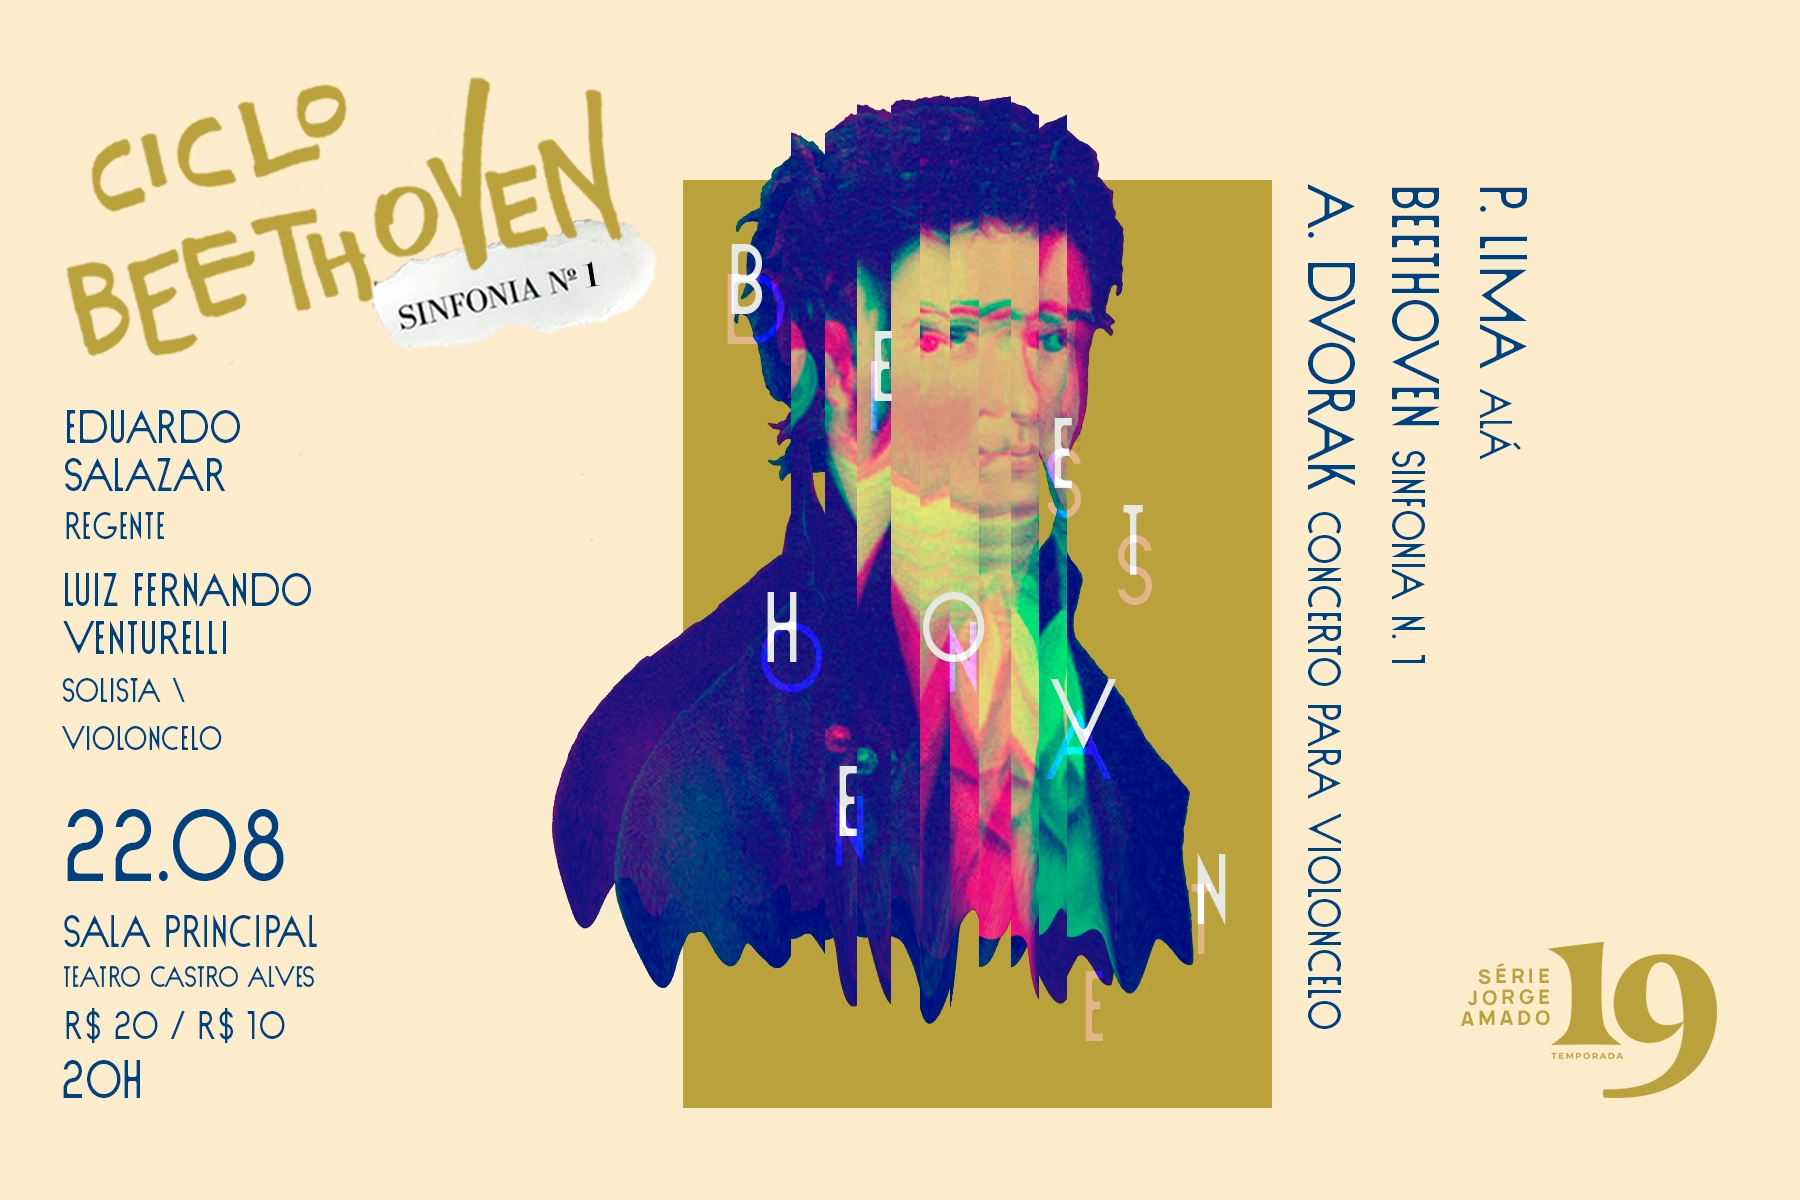 CICLO
BEETHOVEN
SINFONIA Nº 1
EDUARDO
SALAZAR
REGENTE
LUIZ FERNANDO
VENTURELLI
SOLISTA \
VIOLONCELO
22.08
SALA PRINCIPAL
TEATRO CASTRO ALVES
R$ 20 / R$ 10
20H
B
E
E
T
H
O
V
E
N
P. LIMA ALÁ
BEETHOVEN SINFONIA N. 1
A. DVORAK CONCERTO PARA VIOLONCELO
SÉRIE
JORGE
AMADO
19
TEMPORADA